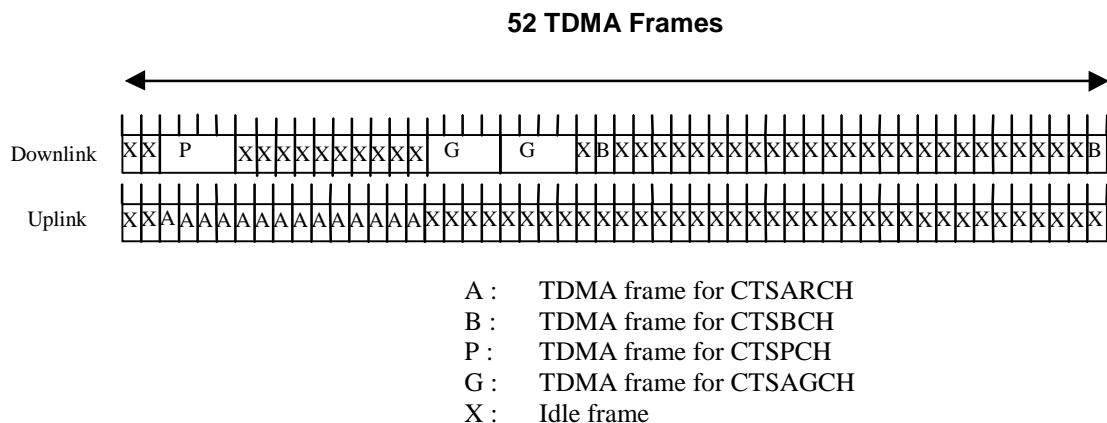 52 TDMA Frames
Downlink X X P X X X X X X X X X X G G X B X X X X X X X X X X X X X X X X X X X X X X X X X B
Uplink X X A A A A A A A A A A A A A A X X X X X X X X X X X X X X X X X X X X X X X X X X X X X X X X X X X X
A : TDMA frame for CTSARCH
B : TDMA frame for CTSBCH
P : TDMA frame for CTSPCH
G : TDMA frame for CTSAGCH
X : Idle frame